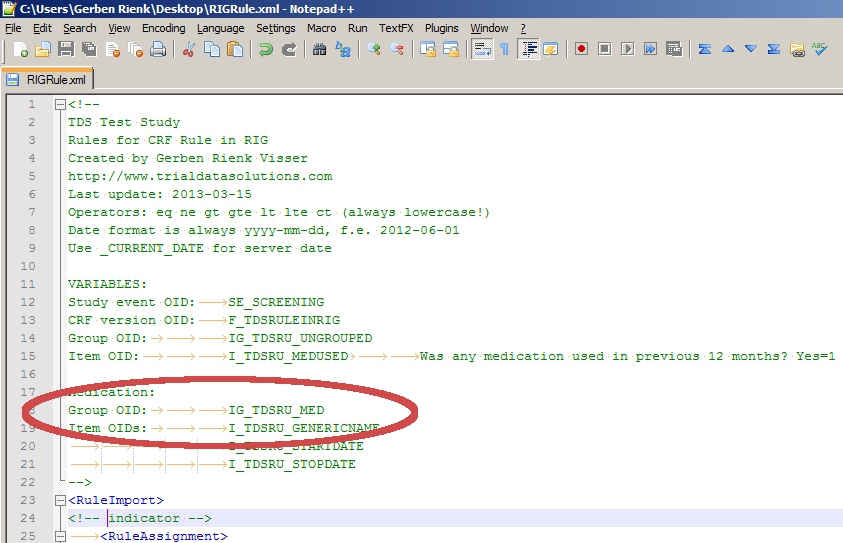 C:\Users\Gerben Rienk\Desktop\RIGRule.xml - Notepad++
File Edit Search View Encoding Language Settings Macro Run TextFX Plugins Window ?
RIGRule.xml
1 <!--
2 TDS Test Study
3 Rules for CRF Rule in RIG
4 Created by Gerben Rienk Visser
5 http://www.trialdatasolutions.com
6 Last update: 2013-03-15
7 Operators: eq ne gt gte lt lte ct (always lowercase!)
8 Date format is always yyyy-mm-dd, f.e. 2012-06-01
9 Use _CURRENT_DATE for server date
10
11 VARIABLES:
12 Study event OID: SE_SCREENING
13 CRF version OID: F_TDSRULEINRIG
14 Group OID: IG_TDSRU_UNGROUPED
15 Item OID: I_TDSRU_MEDUSED Was any medication used in previous 12 months? Yes=1
16
17 Medication:
18 Group OID: IG_TDSRU_MED
19 Item OIDs: I_TDSRU_GENERICNAME
20 I_TDSRU_STARTDATE
21 I_TDSRU_STOPDATE
22 -->
23 <RuleImport>
24 <!-- indicator -->
25 <RuleAssignment>